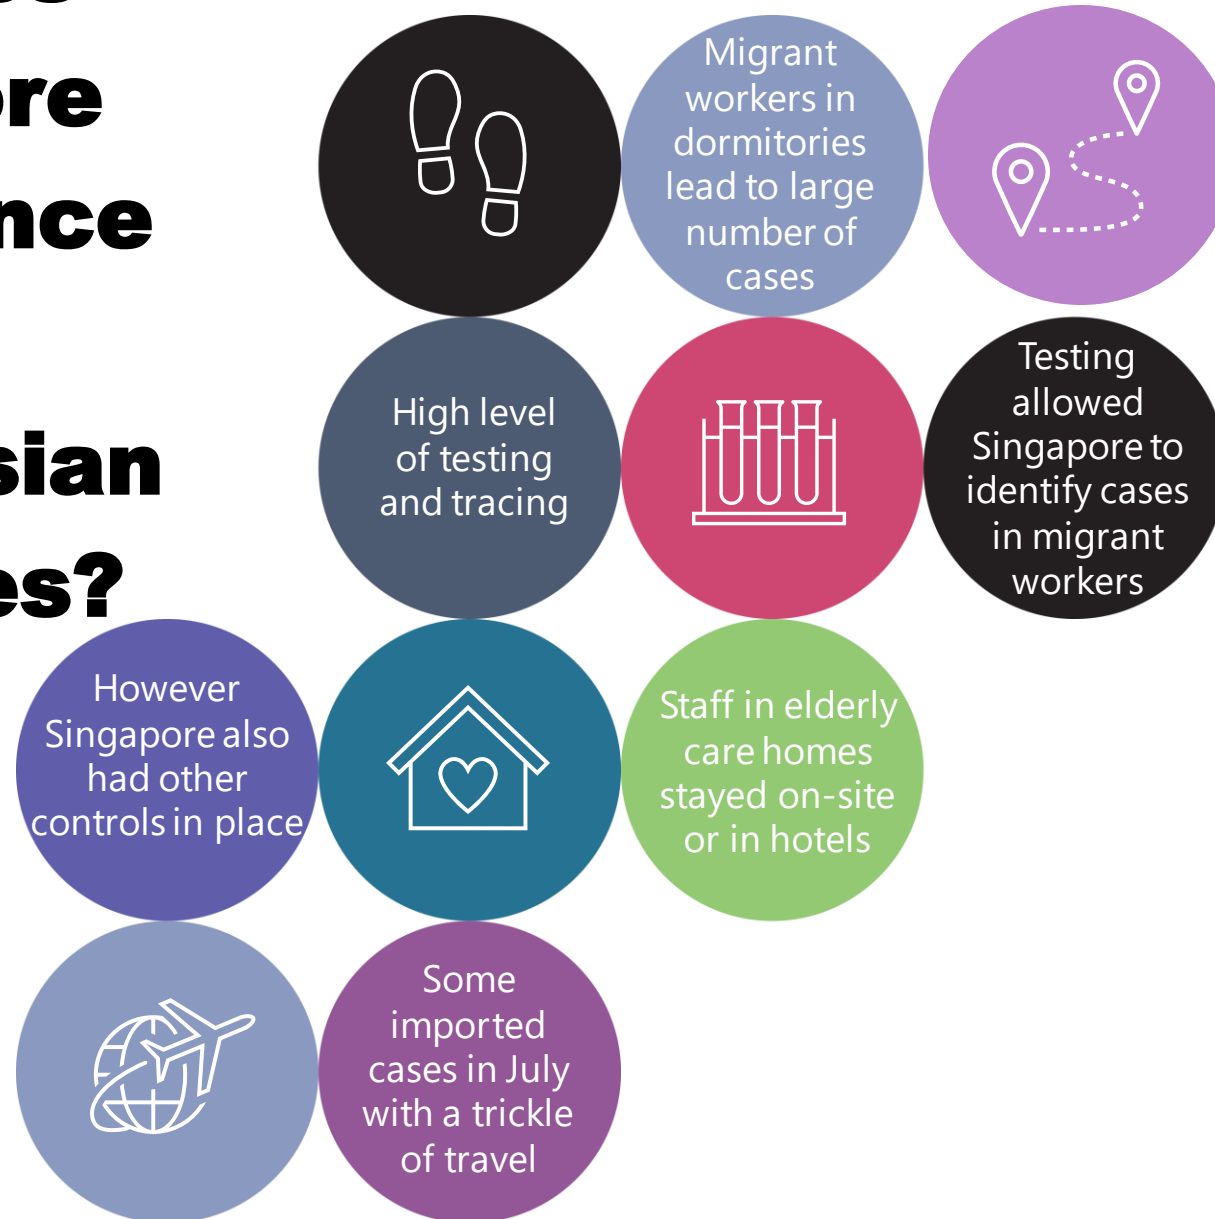 ore
nce
sian
es?
Migrant
workers in
dormitories
lead to large
number of
cases
High level
of testing
and tracing
Testing
allowed
Singapore to
identify cases
in migrant
workers
However
Singapore also
had other
controls in place
Staff in elderly
care homes
stayed on-site
or in hotels
Some
imported
cases in July
with a trickle
of travel